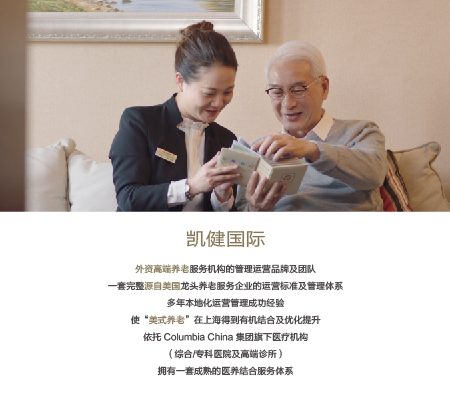 凯健国际
外资高端养老服务机构的管理运营品牌及团队
一套完整源自美国龙头养老服务企业的运营标准及管理体系
多年本地化运营管理成功经验
使“美式养老”在上海得到有机结合及优化提升
依托 Columbia China 集团旗下医疗机构
（综合/专科医院及高端诊所）
拥有一套成熟的医养结合服务体系